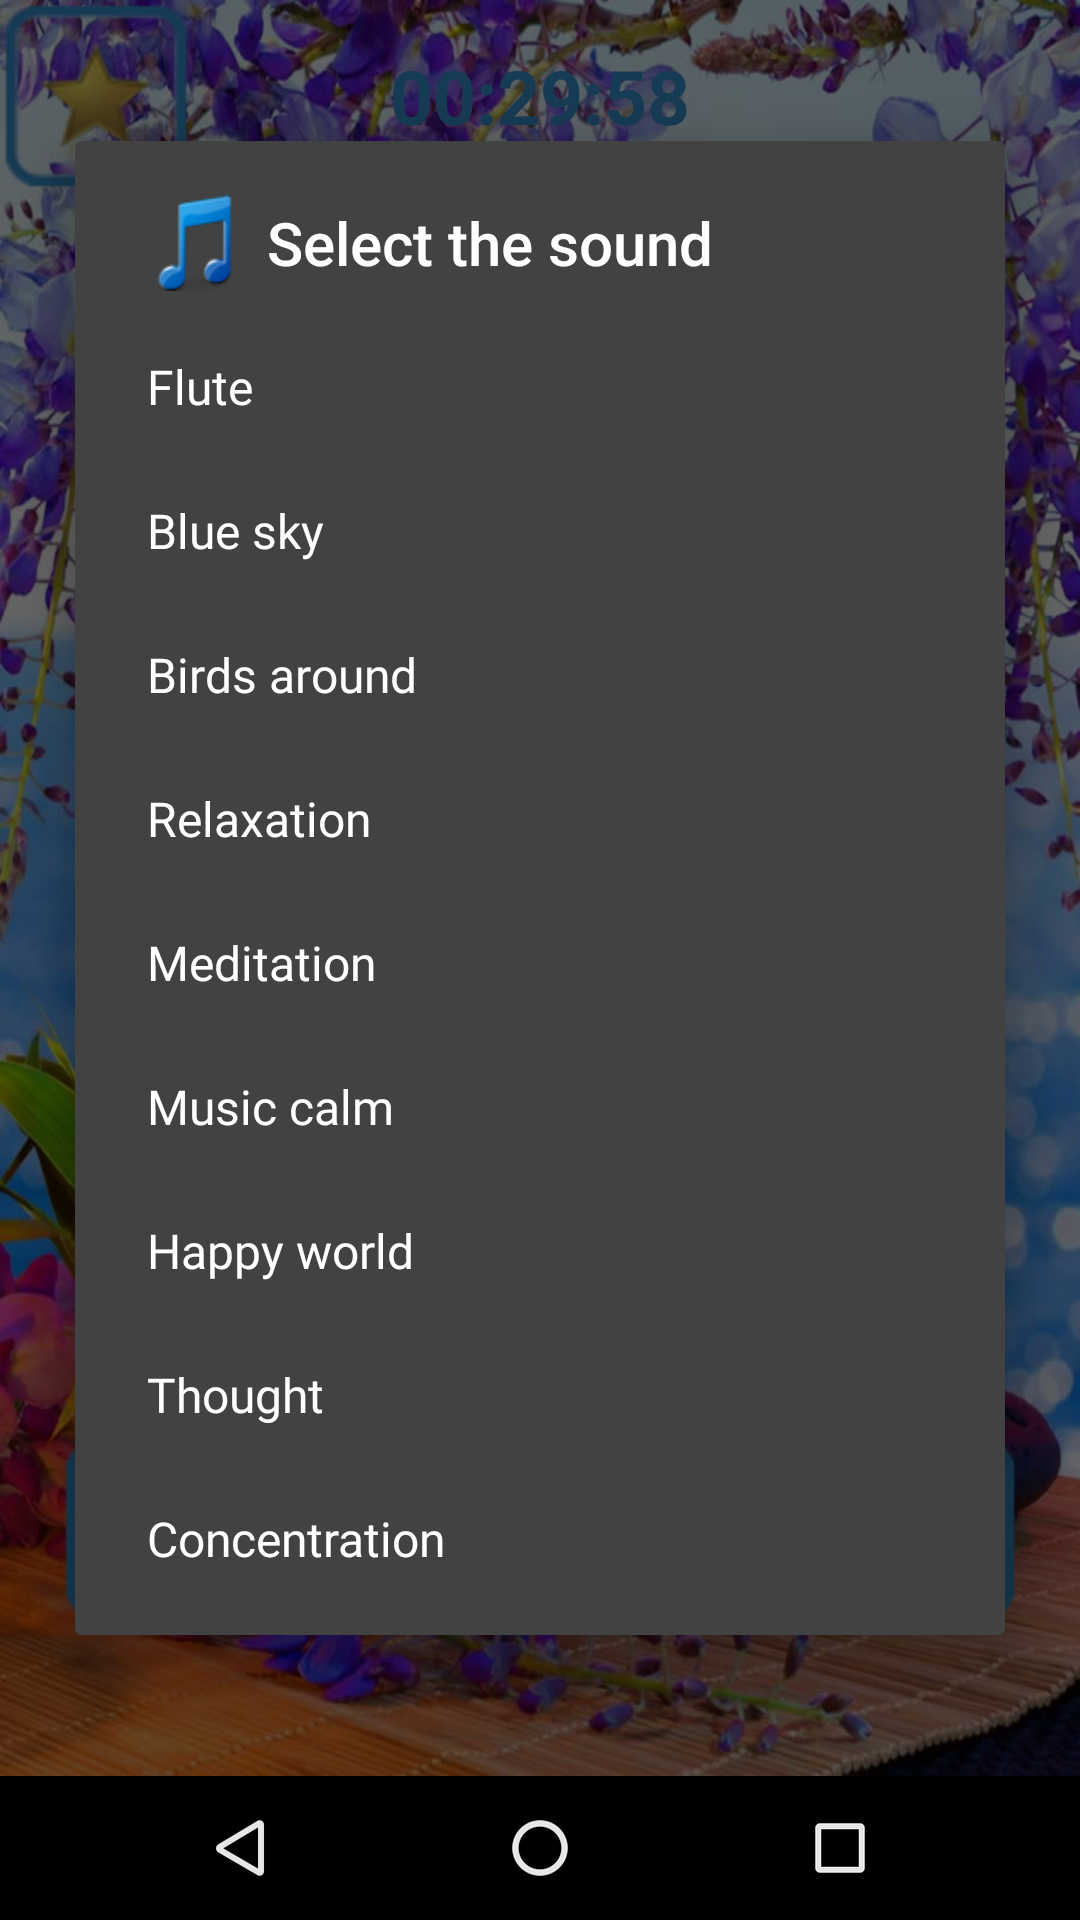 00:29:58
Select the sound
Flute
Blue sky
Birds around
Relaxation
Meditation
Music calm
Happy world
Thought
Concentration